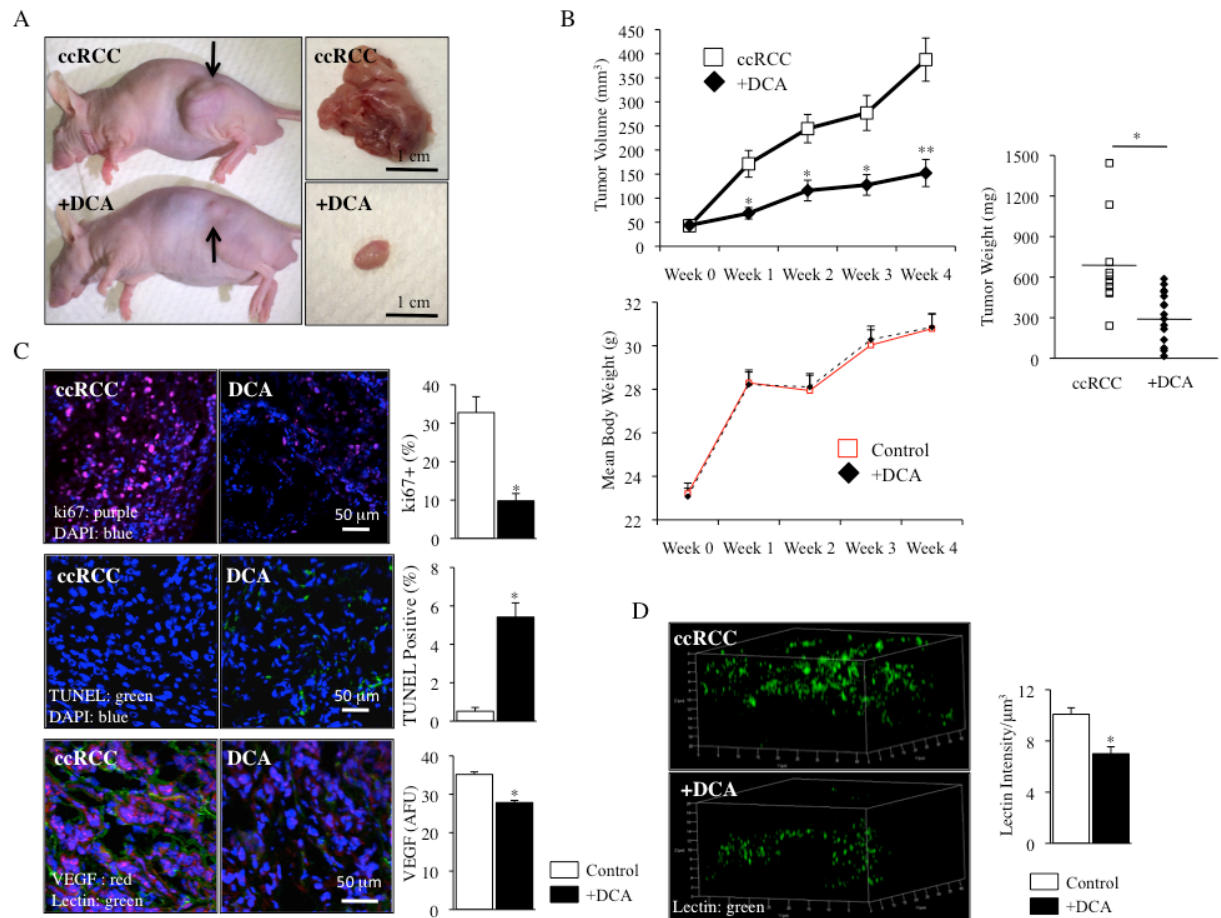 A
ccRCC
ccRCC
1 cm
+DCA
+DCA
1 cm
B
Tumor Volume (mm³)
450
400
350
300
250
200
150
100
50
0
ccRCC
+DCA
*
*
*
**
Week 0 Week 1 Week 2 Week 3 Week 4
Mean Body Weight (g)
32
30
28
26
24
22
Control
+DCA
Week 0 Week 1 Week 2 Week 3 Week 4
Tumor Weight (mg)
1500
1200
900
600
300
0
*
ccRCC +DCA
C
ccRCC
DCA
ki67: purple
DAPI: blue
50 µm
ki67+ (%)
40
30
20
10
0
*
ccRCC
DCA
TUNEL: green
DAPI: blue
50 µm
TUNEL Positive (%)
8
6
4
2
0
*
ccRCC
DCA
VEGF : red
Lectin: green
50 µm
VEGF (AFU)
40
20
0
*
Control
+DCA
D
ccRCC
+DCA
Lectin: green
Lectin Intensity/µm³
12
8
4
0
*
Control
+DCA